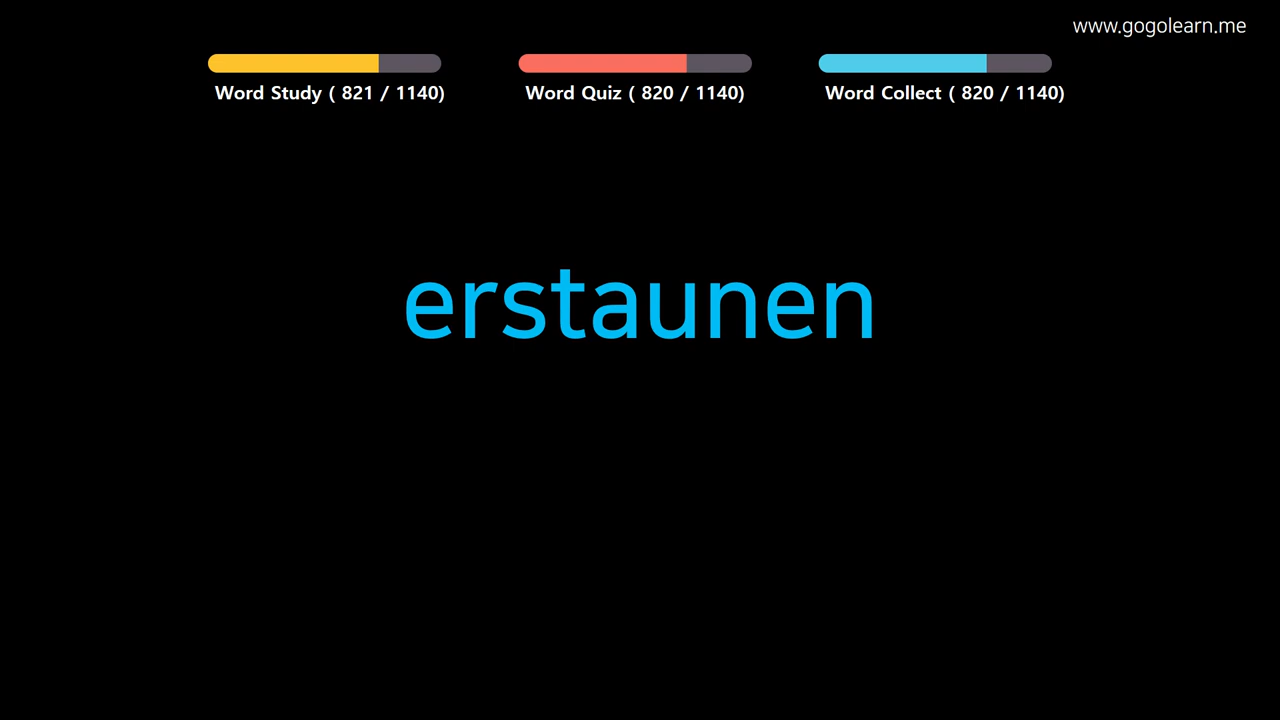 www.gogolearn.me
Word Study ( 821 / 1140)
Word Quiz ( 820 / 1140)
Word Collect ( 820 / 1140)
erstaunen